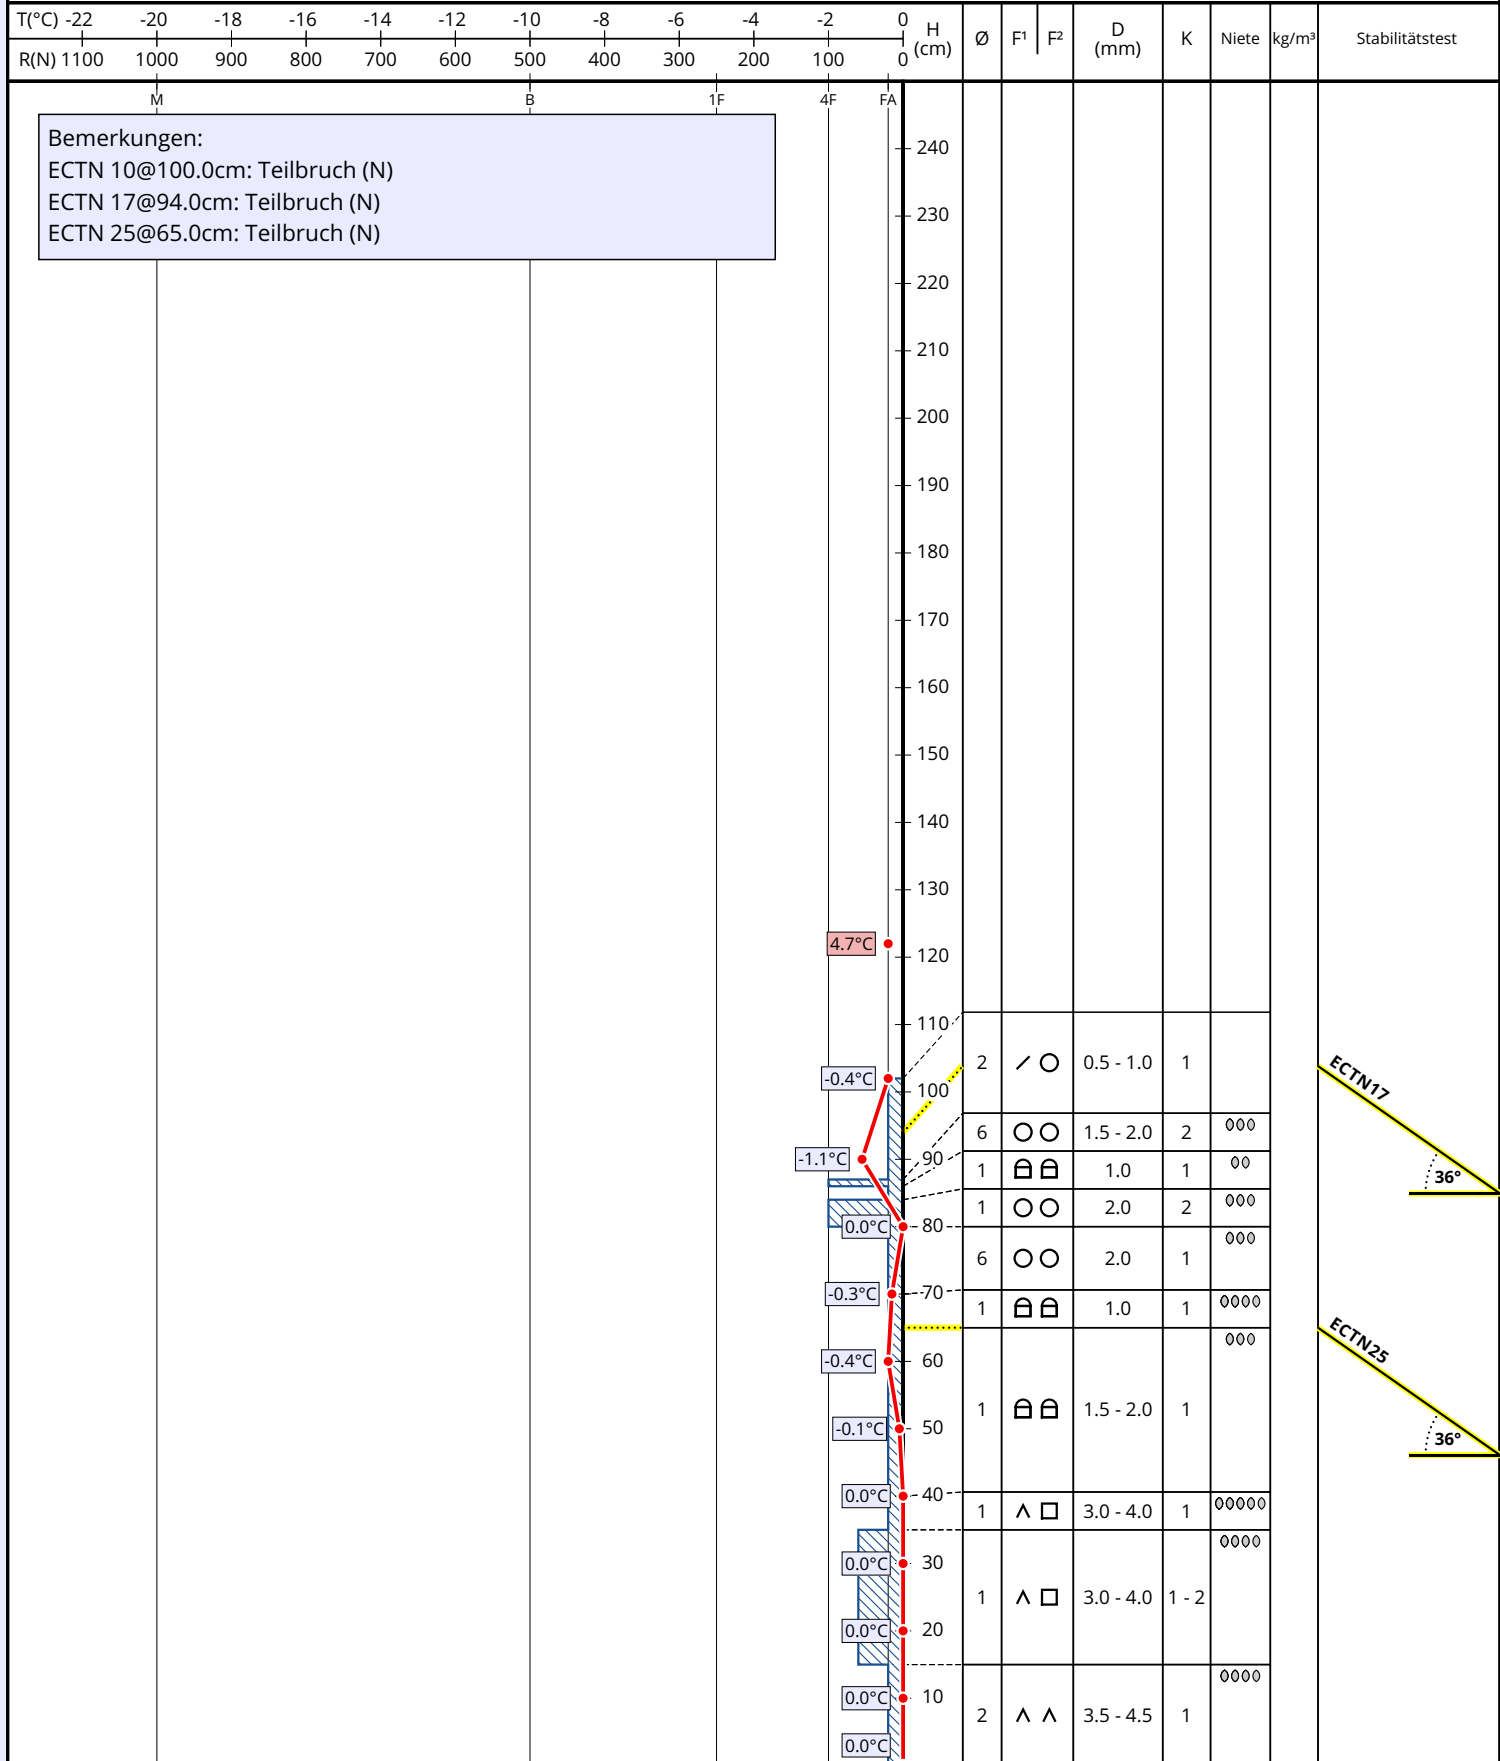 T(°C) -22 -20 -18 -16 -14 -12 -10 -8 -6 -4 -2 0
R(N) 1100 1000 900 800 700 600 500 400 300 200 100 0
H (cm) Ø F¹ F² D (mm) K Niete kg/m³ Stabilitätstest
M B 1F 4F FA
Bemerkungen:
ECTN 10@100.0cm: Teilbruch (N)
ECTN 17@94.0cm: Teilbruch (N)
ECTN 25@65.0cm: Teilbruch (N)
240
230
220
210
200
190
180
170
160
150
140
130
4.7°C
120
110
2 0.5 - 1.0 1
ECTN17
-0.4°C
100
6 1.5 - 2.0 2
-1.1°C 90
1 1.0 1
36°
1 2.0 2
0.0°C 80
6 2.0 1
-0.3°C 70
1 1.0 1
ECTN25
-0.4°C 60
1 1.5 - 2.0 1
-0.1°C 50
36°
0.0°C 40
1 3.0 - 4.0 1
0.0°C 30
1 3.0 - 4.0 1 - 2
0.0°C 20
0.0°C 10
2 3.5 - 4.5 1
0.0°C